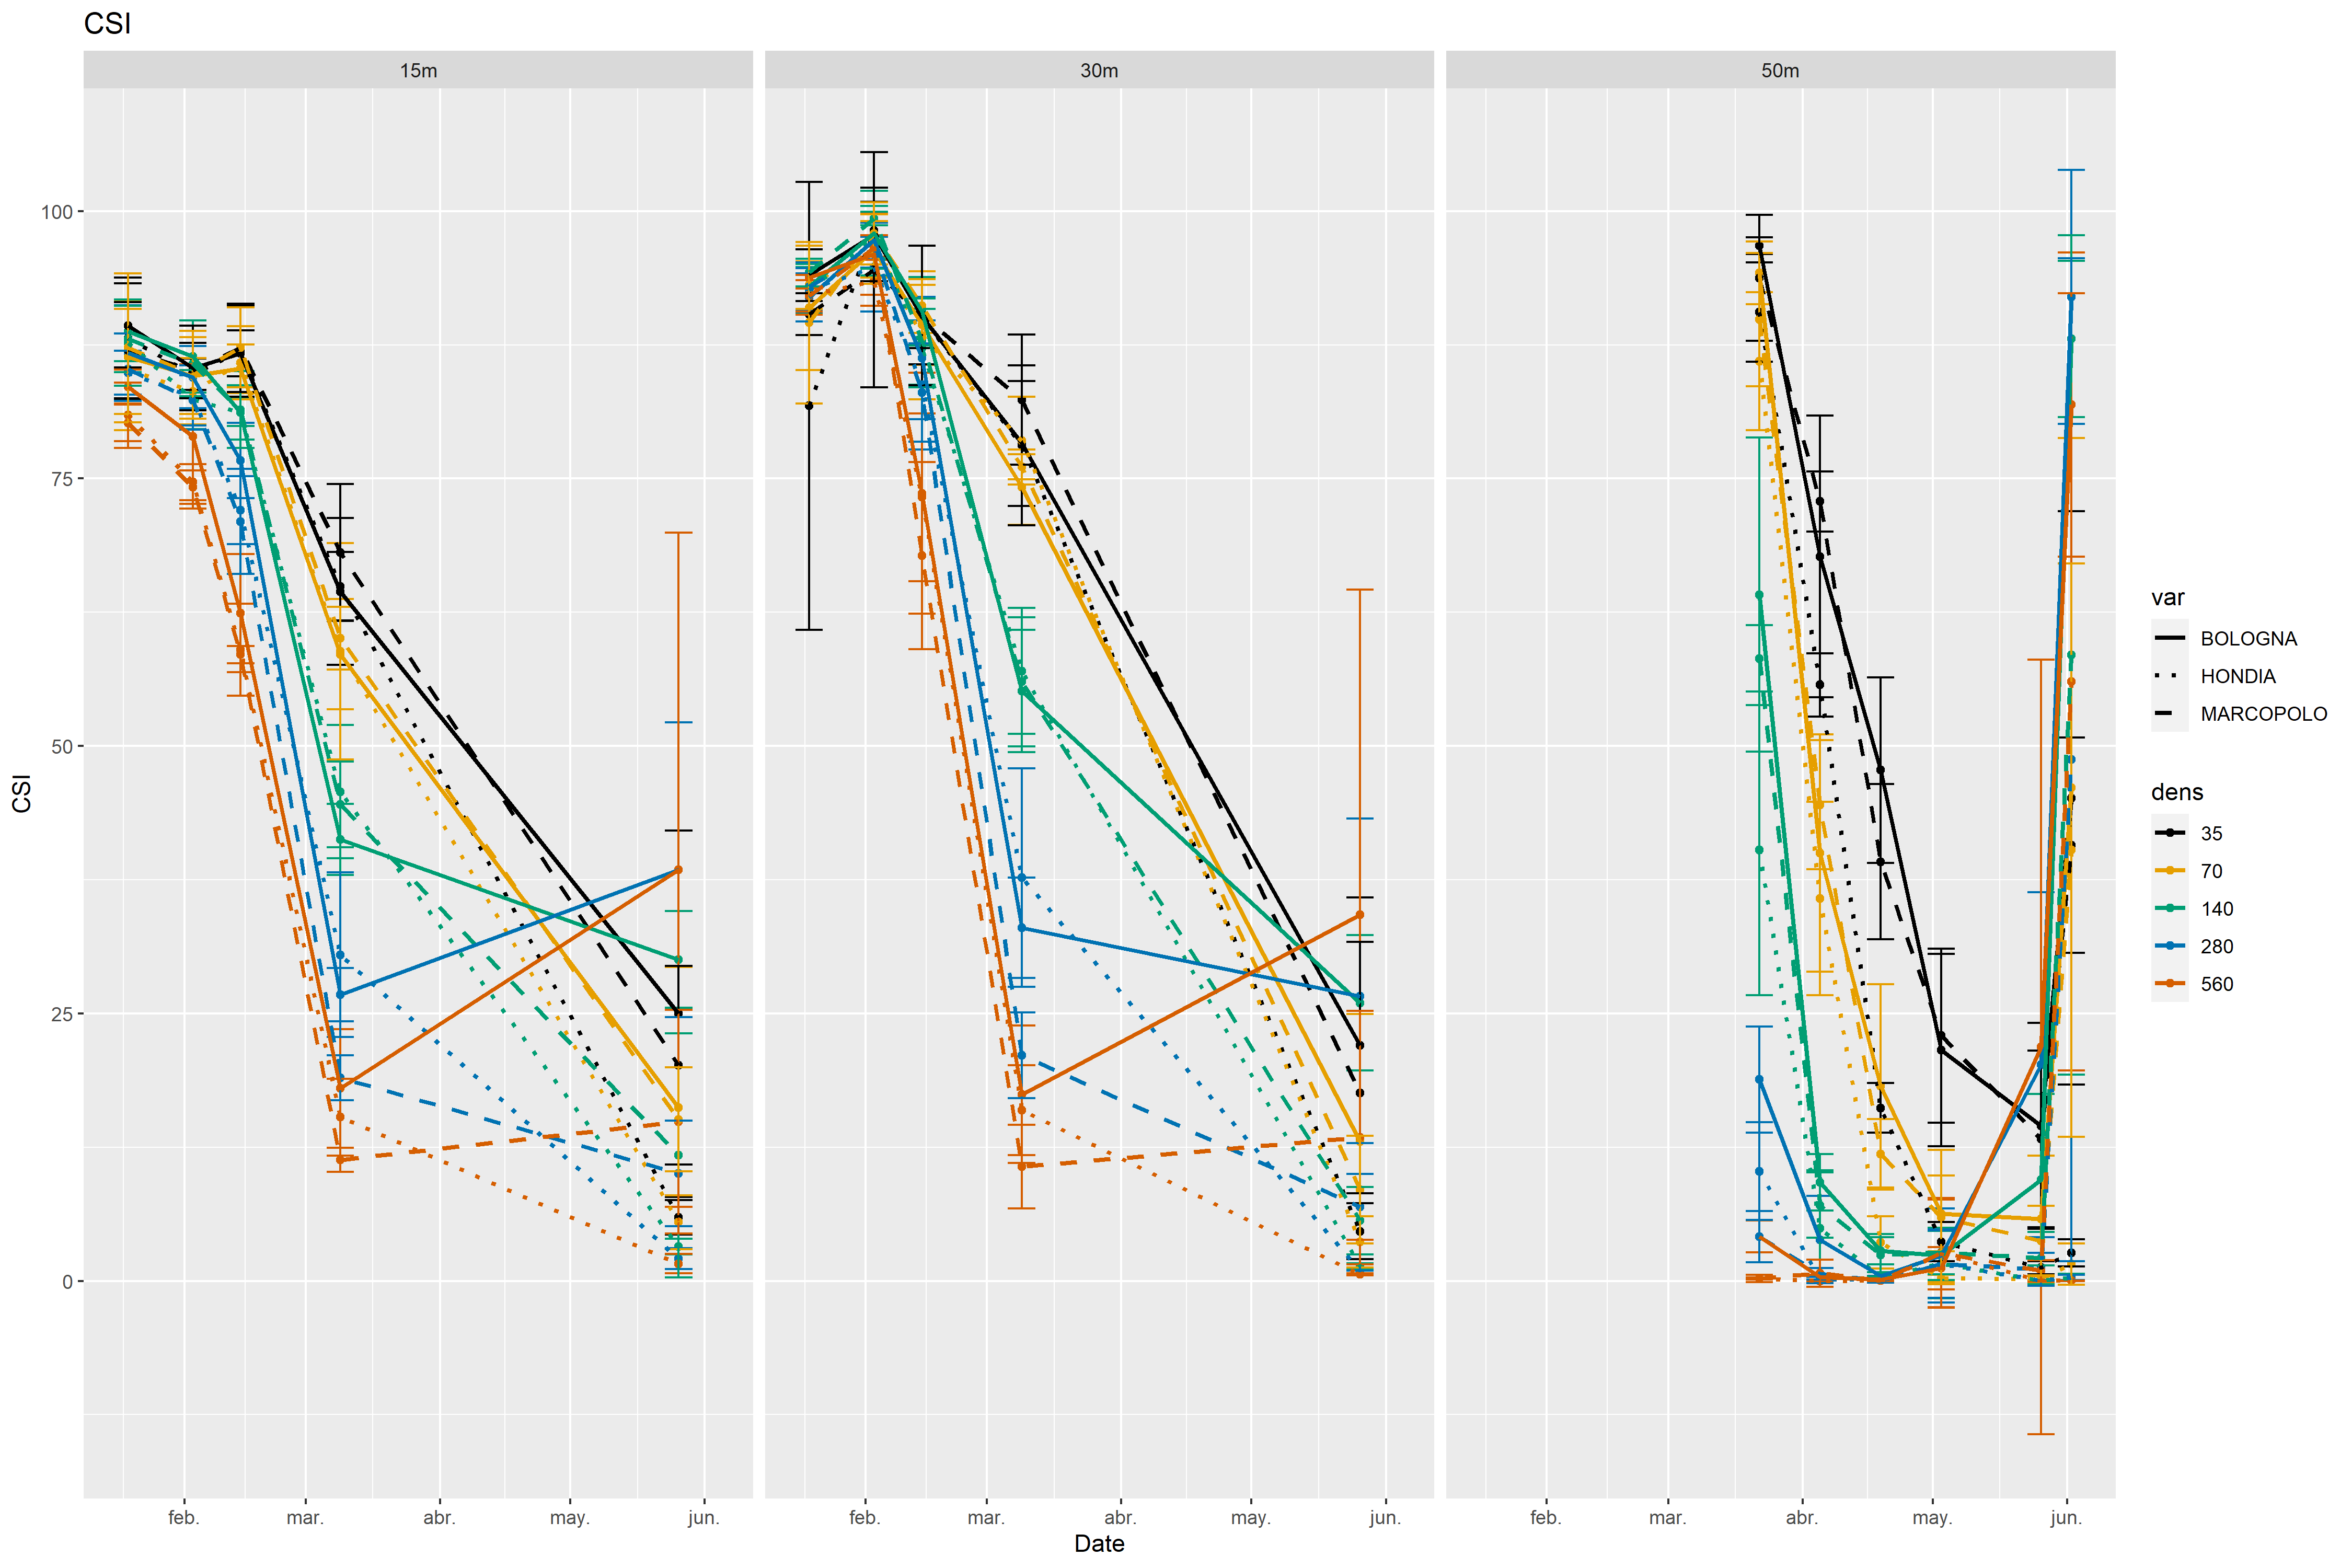 CSI
15m
30m
50m
CSI
100
75
50
25
0
feb.
mar.
abr.
may.
jun.
feb.
mar.
abr.
may.
jun.
feb.
mar.
abr.
may.
jun.
Date
var
BOLOGNA
HONDIA
MARCOPOLO
dens
35
70
140
280
560